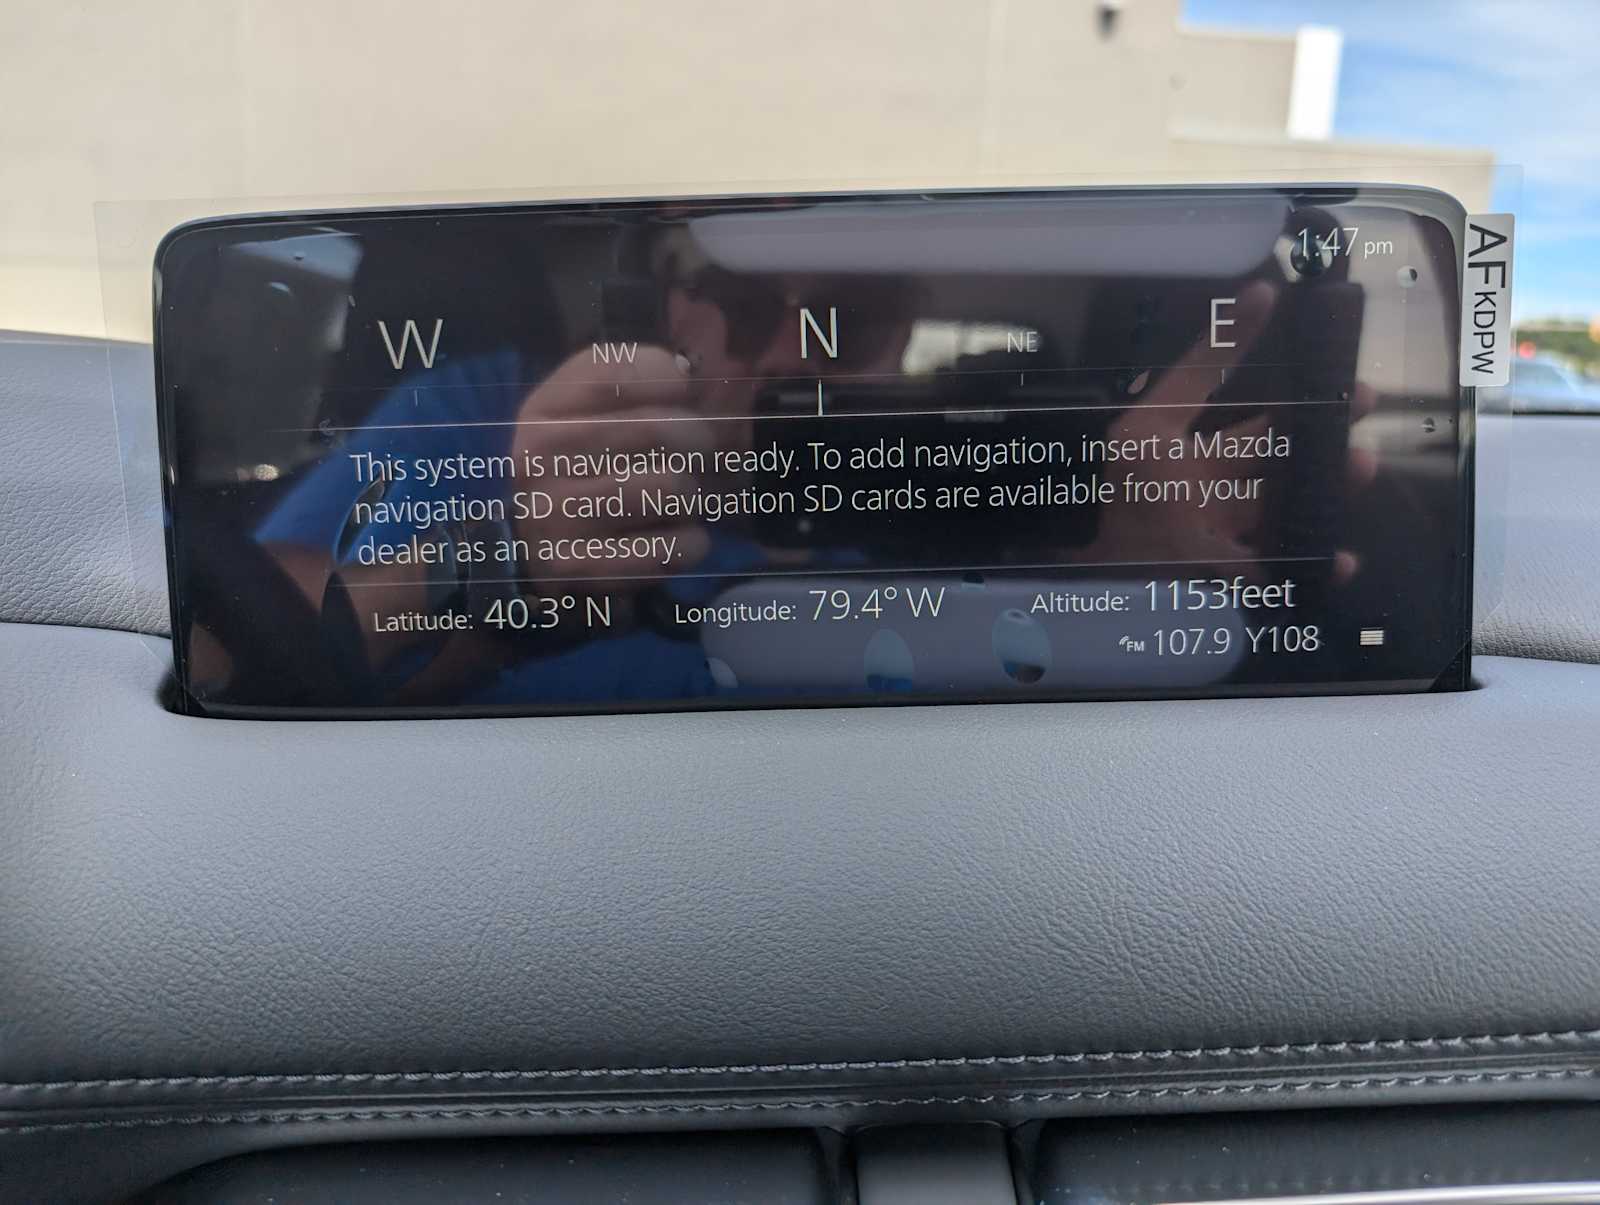 1:47 pm
W NW N NE E
This system is navigation ready. To add navigation, insert a Mazda
navigation SD card. Navigation SD cards are available from your
dealer as an accessory.
Latitude: 40.3° N Longitude: 79.4° W Altitude: 1153feet
FM 107.9 Y108
AFKDPW